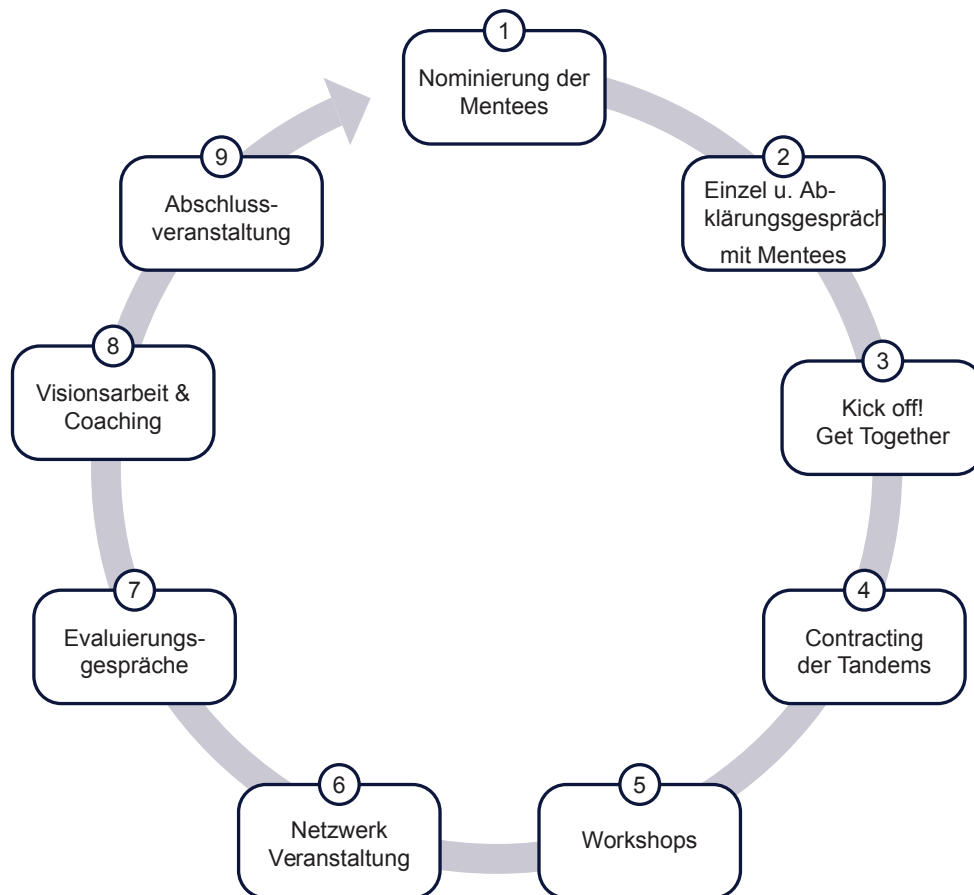 1
Nominierung der
Mentees
2
Einzel u. Ab-
klärungsgespräch
mit Mentees
3
Kick off!
Get Together
4
Contracting
der Tandems
5
Workshops
6
Netzwerk
Veranstaltung
7
Evaluierungs-
gespräche
8
Visionsarbeit &
Coaching
9
Abschluss-
veranstaltung